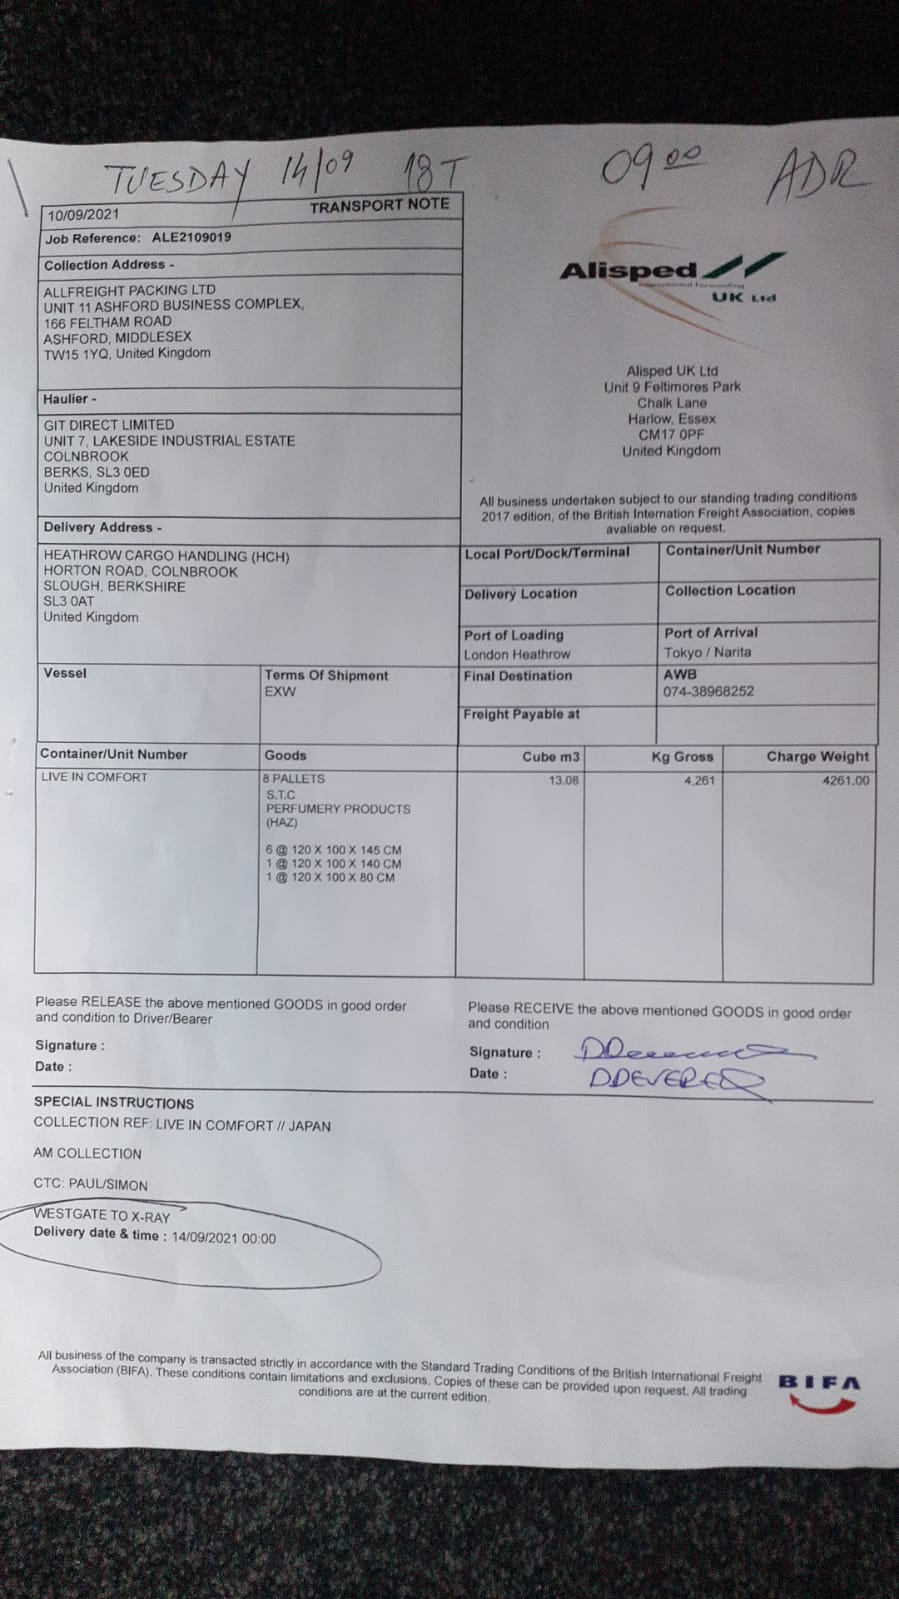 TUESDAY 14/09 18T 09 00 ADR
10/09/2021 TRANSPORT NOTE
Job Reference: ALE2109019
Collection Address -
ALLFREIGHT PACKING LTD
UNIT 11 ASHFORD BUSINESS COMPLEX,
166 FELTHAM ROAD
ASHFORD, MIDDLESEX
TW15 1YQ, United Kingdom
Haulier -
GIT DIRECT LIMITED
UNIT 7, LAKESIDE INDUSTRIAL ESTATE
COLNBROOK
BERKS, SL3 0ED
United Kingdom
Delivery Address -
HEATHROW CARGO HANDLING (HCH)
HORTON ROAD, COLNBROOK
SLOUGH, BERKSHIRE
SL3 0AT
United Kingdom
Alisped
International Forwarding
UK Ltd
Alisped UK Ltd
Unit 9 Feltimores Park
Chalk Lane
Harlow, Essex
CM17 0PF
United Kingdom
All business undertaken subject to our standing trading conditions
2017 edition, of the British Internation Freight Association, copies
avaliable on request.
Local Port/Dock/Terminal Container/Unit Number
Delivery Location Collection Location
Port of Loading Port of Arrival
London Heathrow Tokyo / Narita
Vessel Terms Of Shipment Final Destination AWB
EXW 074-38968252
Freight Payable at
Container/Unit Number Goods Cube m3 Kg Gross Charge Weight
LIVE IN COMFORT 8 PALLETS 13.08 4,261 4261.00
S.T.C
PERFUMERY PRODUCTS
(HAZ)
6 @ 120 X 100 X 145 CM
1 @ 120 X 100 X 140 CM
1 @ 120 X 100 X 80 CM
Please RELEASE the above mentioned GOODS in good order
and condition to Driver/Bearer
Signature :
Date :
Please RECEIVE the above mentioned GOODS in good order
and condition
Signature :
Date :
SPECIAL INSTRUCTIONS
COLLECTION REF: LIVE IN COMFORT // JAPAN
AM COLLECTION
CTC: PAUL/SIMON
WESTGATE TO X-RAY
Delivery date & time : 14/09/2021 00:00
All business of the company is transacted strictly in accordance with the Standard Trading Conditions of the British International Freight
Association (BIFA). These conditions contain limitations and exclusions. Copies of these can be provided upon request. All trading
conditions are at the current edition.
BIFA